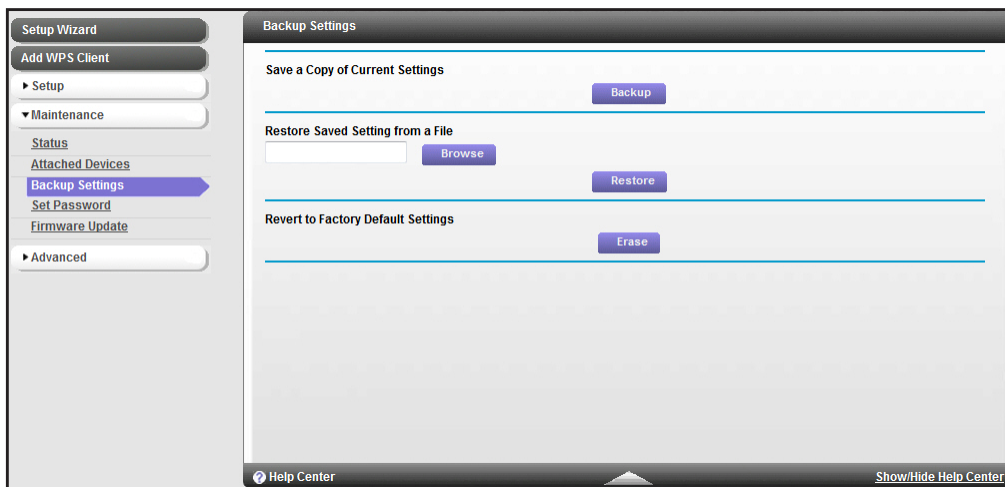 Setup Wizard
Add WPS Client
Setup
Maintenance
Status
Attached Devices
Backup Settings
Set Password
Firmware Update
Advanced
Backup Settings
Save a Copy of Current Settings
Backup
Restore Saved Setting from a File
Browse
Restore
Revert to Factory Default Settings
Erase
? Help Center
Show/Hide Help Center